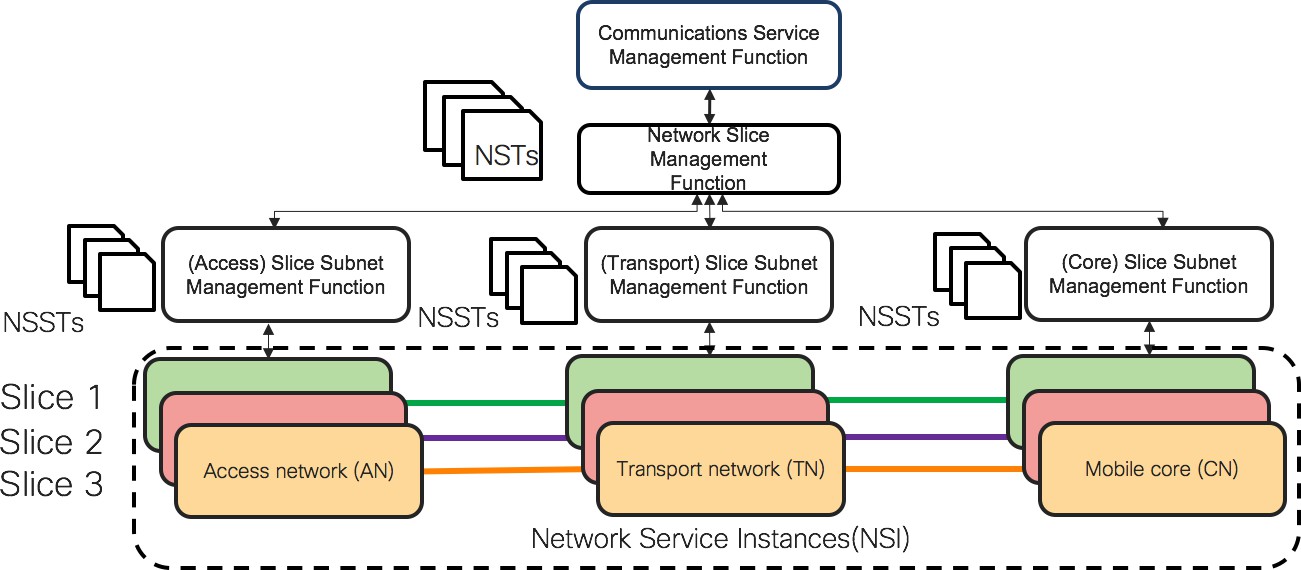 Communications Service
Management Function
NSTs
Network Slice
Management
Function
(Access) Slice Subnet
Management Function
(Transport) Slice Subnet
Management Function
(Core) Slice Subnet
Management Function
NSSTs
NSSTs
NSSTs
Slice 1
Slice 2
Slice 3
Access network (AN)
Transport network (TN)
Mobile core (CN)
Network Service Instances(NSI)